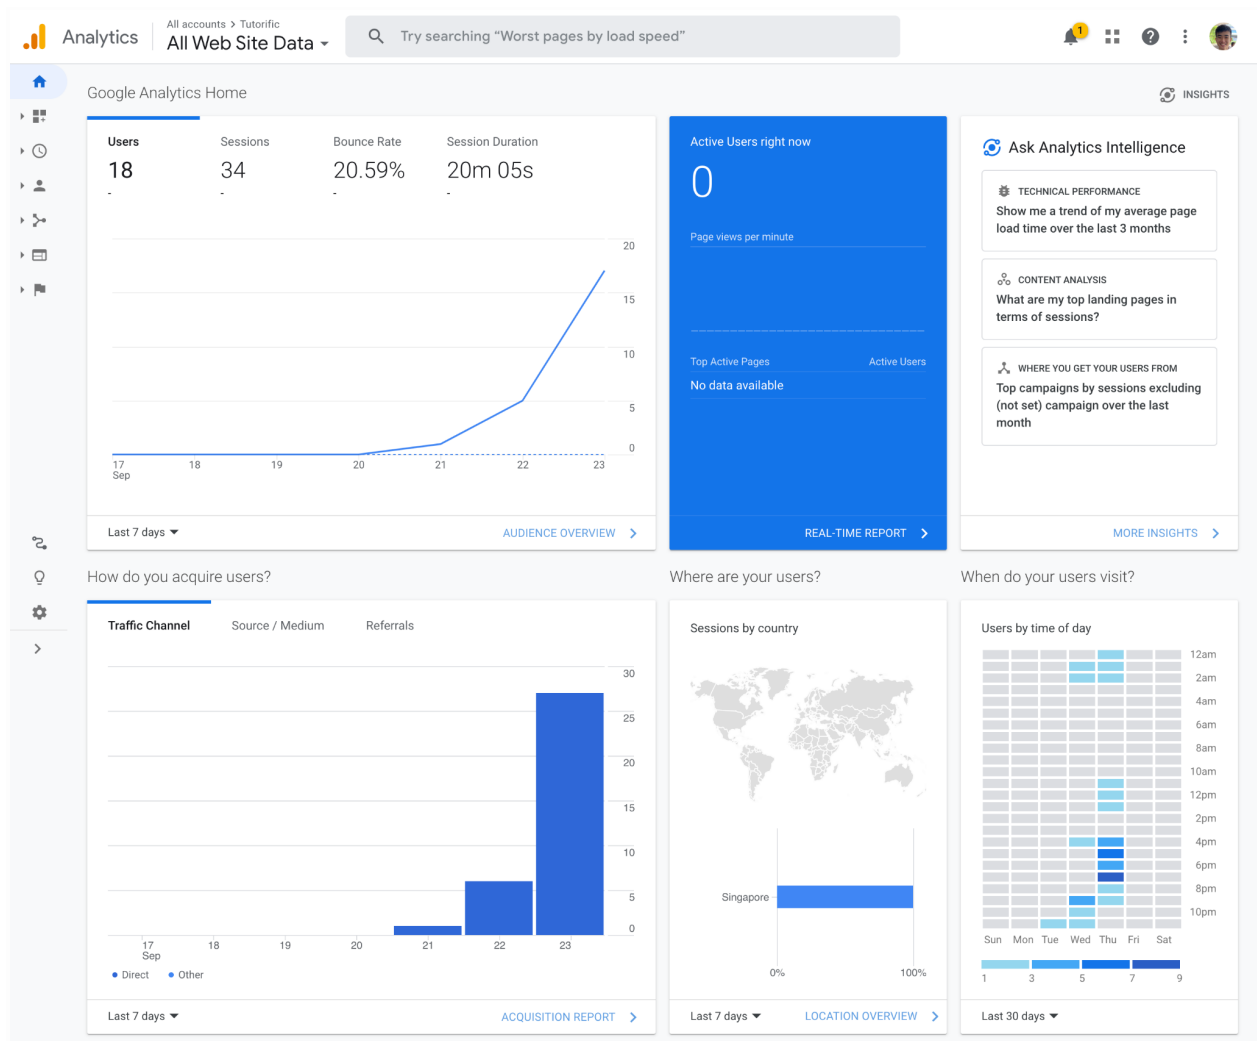 Analytics
All accounts > Tutorific
All Web Site Data
Try searching “Worst pages by load speed”
1
Google Analytics Home
INSIGHTS
Users
18
-
Sessions
34
-
Bounce Rate
20.59%
-
Session Duration
20m 05s
-
20
15
10
5
0
17
Sep
18
19
20
21
22
23
Last 7 days
AUDIENCE OVERVIEW
Active Users right now
0
Page views per minute
Top Active Pages
Active Users
No data available
REAL-TIME REPORT
Ask Analytics Intelligence
TECHNICAL PERFORMANCE
Show me a trend of my average page
load time over the last 3 months
CONTENT ANALYSIS
What are my top landing pages in
terms of sessions?
WHERE YOU GET YOUR USERS FROM
Top campaigns by sessions excluding
(not set) campaign over the last
month
MORE INSIGHTS
How do you acquire users?
Traffic Channel
Source / Medium
Referrals
30
25
20
15
10
5
0
17
Sep
18
19
20
21
22
23
Direct
Other
Last 7 days
ACQUISITION REPORT
Where are your users?
Sessions by country
Singapore
0%
100%
Last 7 days
LOCATION OVERVIEW
When do your users visit?
Users by time of day
12am
2am
4am
6am
8am
10am
12pm
2pm
4pm
6pm
8pm
10pm
Sun Mon Tue Wed Thu Fri Sat
1 3 5 7 9
Last 30 days